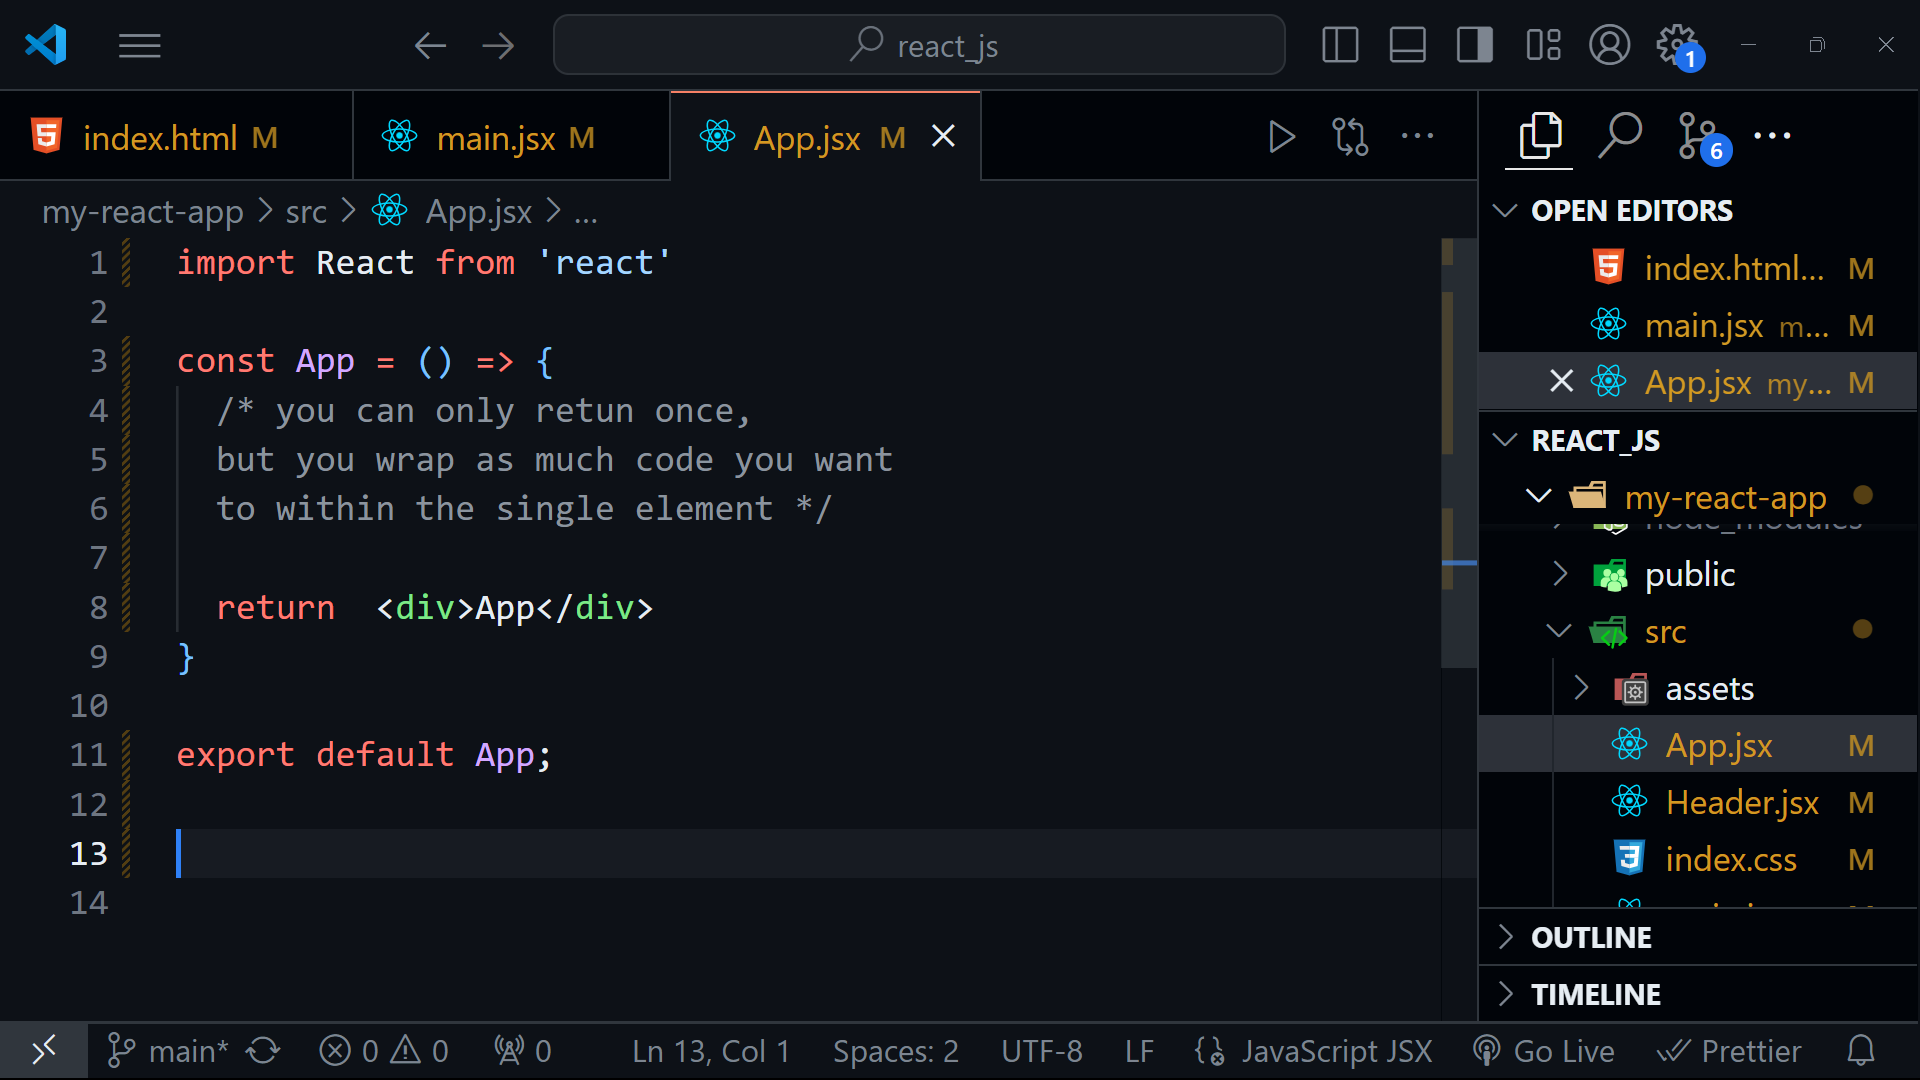 react_js
1
index.html M
main.jsx M
App.jsx M
6
my-react-app > src > App.jsx > ...
1 import React from 'react'
2
3 const App = () => {
4 /* you can only retun once,
5 but you wrap as much code you want
6 to within the single element */
7
8 return <div>App</div>
9 }
10
11 export default App;
12
13
14
OPEN EDITORS
index.html... M
main.jsx m... M
App.jsx my... M
REACT_JS
my-react-app
node_modules
public
src
assets
App.jsx M
Header.jsx M
index.css M
OUTLINE
TIMELINE
main* 0 0 0 Ln 13, Col 1 Spaces: 2 UTF-8 LF JavaScript JSX Go Live Prettier